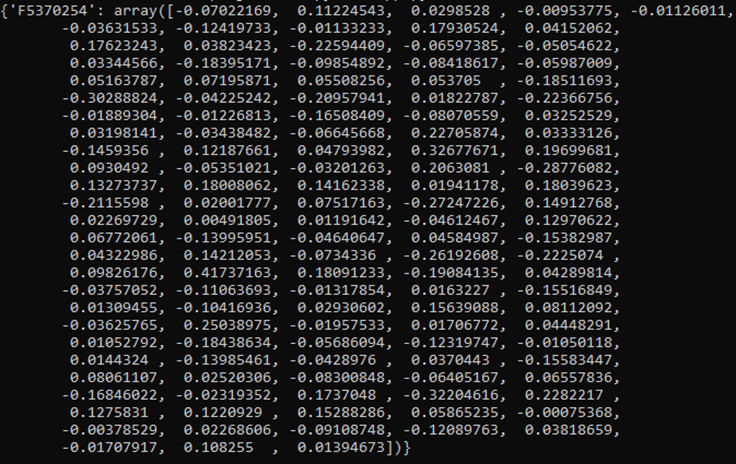 {'F5370254': array([-0.07022169,  0.11224543,  0.0298528 , -0.00953775, -0.01126011,
       -0.03631533, -0.12419733, -0.01133233,  0.17930524,  0.04152062,
        0.17623243,  0.03823423, -0.22594409, -0.06597385, -0.05054622,
        0.03344566, -0.18395171, -0.09854892, -0.08418617, -0.05987009,
        0.05163787,  0.07195871,  0.05508256,  0.053705  , -0.18511693,
       -0.30288824, -0.04225242, -0.20957941,  0.01822787, -0.22366756,
       -0.01889304, -0.01226813, -0.16508409, -0.08070559,  0.03252529,
        0.03198141, -0.03438482, -0.06645668,  0.22705874,  0.03333126,
       -0.1459356 ,  0.12187661,  0.04793982,  0.32677671,  0.19699681,
        0.0930492 , -0.05351021, -0.03201263,  0.2063081 , -0.28776082,
        0.13273737,  0.18008062,  0.14162338,  0.01941178,  0.18039623,
       -0.2115598 ,  0.02001777,  0.07517163, -0.27247226,  0.14912768,
        0.02269729,  0.00491805,  0.01191642, -0.04612467,  0.12970622,
        0.06772061, -0.13995951, -0.04640647,  0.04584987, -0.15382987,
        0.04322986,  0.14212053, -0.0734336 , -0.26192608, -0.2225074 ,
        0.09826176,  0.41737163,  0.18091233, -0.19084135,  0.04289814,
       -0.03757052, -0.11063693, -0.01317854,  0.0163227 , -0.15516849,
        0.01309455, -0.10416936,  0.02930602,  0.15639088,  0.08112092,
       -0.03625765,  0.25038975, -0.01957533,  0.01706772,  0.04448291,
        0.01052792, -0.18438634, -0.05686094, -0.12319747, -0.01050118,
        0.0144324 , -0.13985461, -0.0428976 ,  0.0370443 , -0.15583447,
        0.08061107,  0.02520306, -0.08300848, -0.06405167,  0.06557836,
       -0.16846022, -0.02319352,  0.1737048 , -0.32204616,  0.2282217 ,
        0.1275831 ,  0.1220929 ,  0.15288286,  0.05865235, -0.00075368,
       -0.00378529,  0.02268606, -0.09108748, -0.12089763,  0.03818659,
       -0.01707917,  0.108255  ,  0.01394673])}